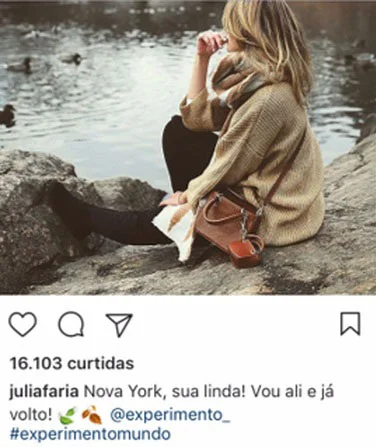 16.103 curtidas
juliafaria Nova York, sua linda! Vou ali e já
volto! 🍃🍂 @experimento_
#experimentomundo